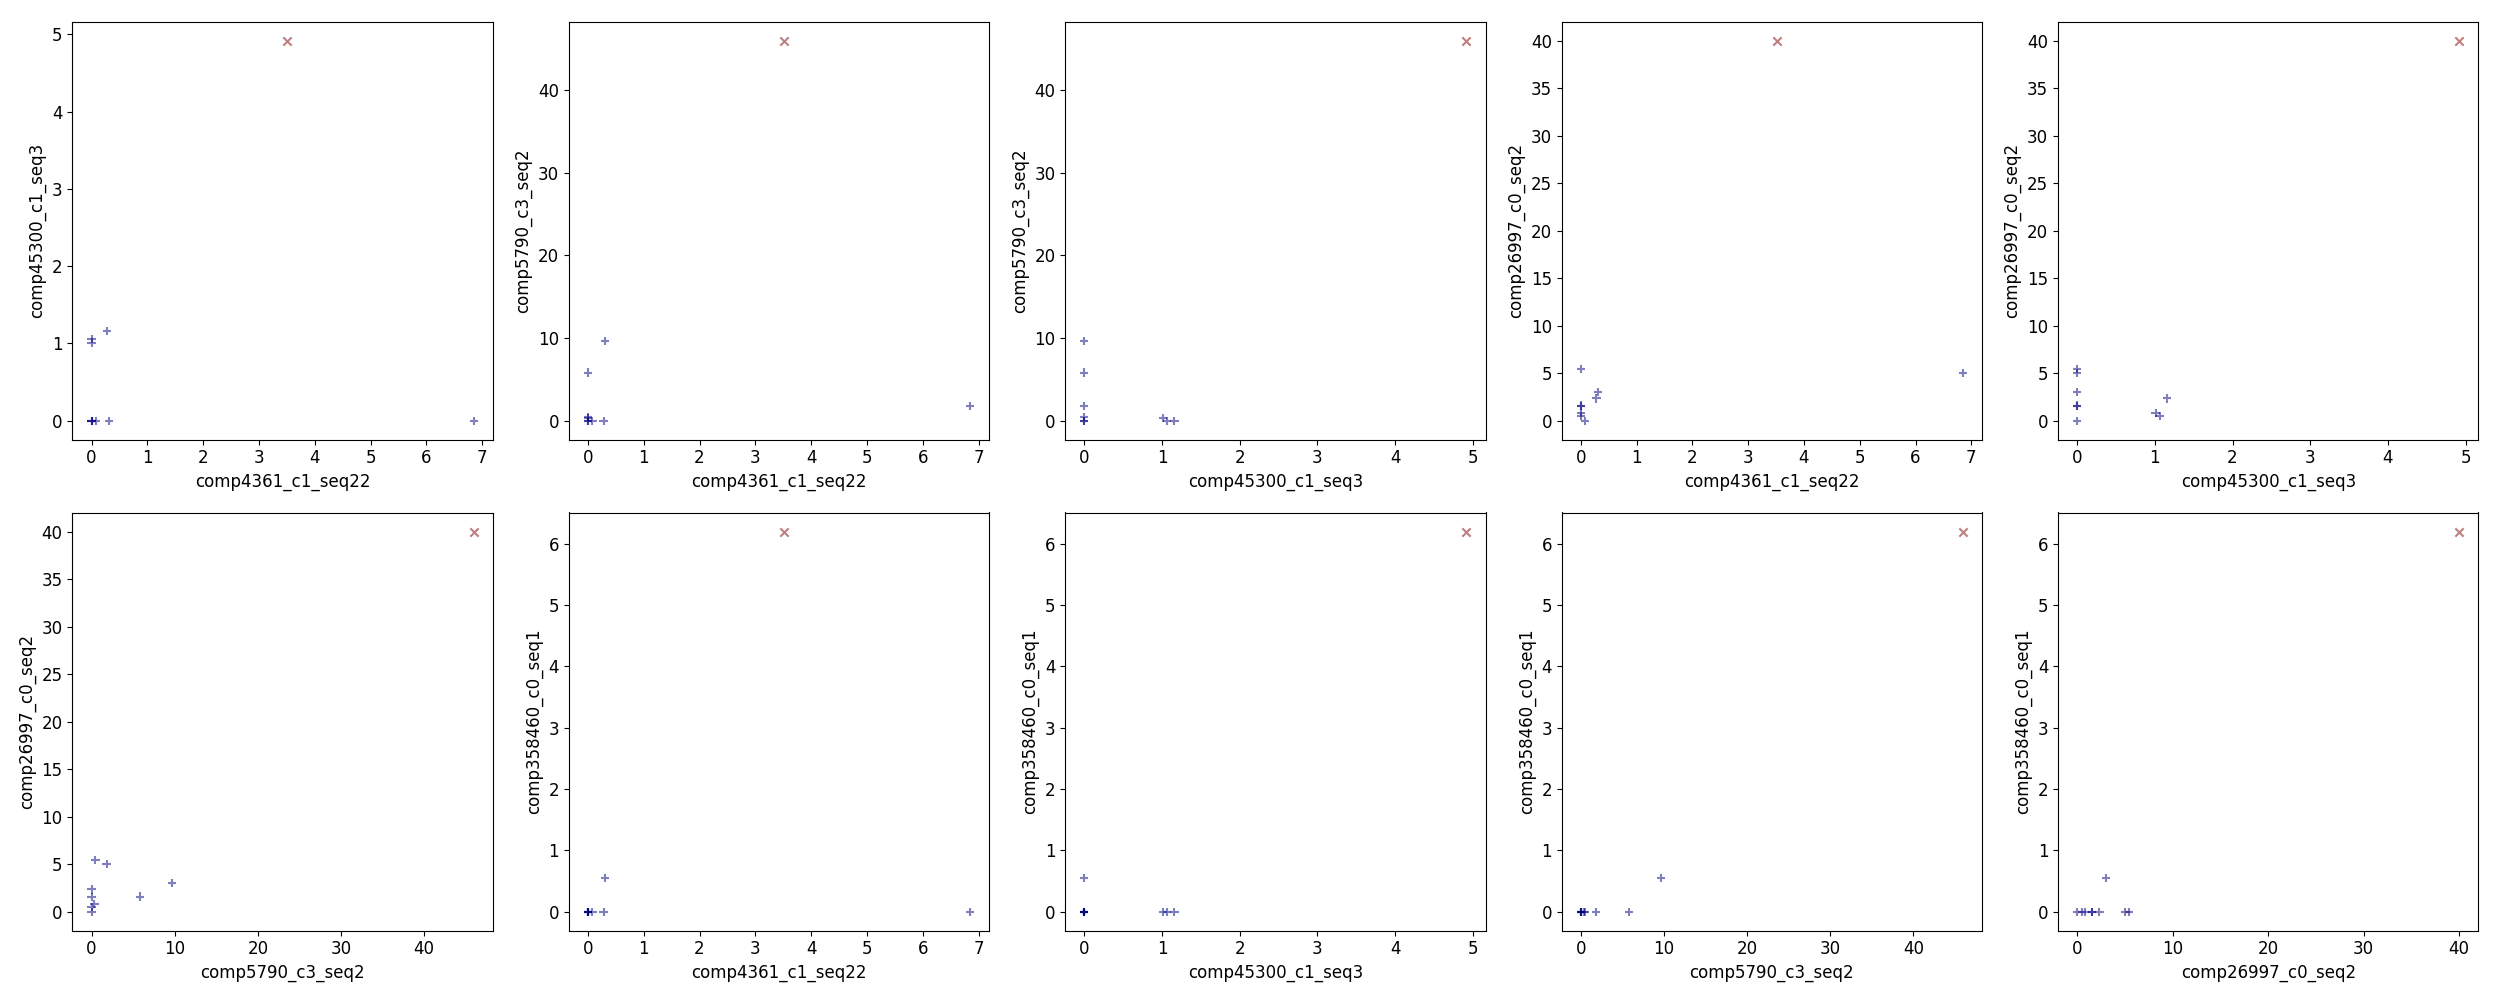 5
4
3
2
1
0
comp45300_c1_seq3
0 1 2 3 4 5 6 7
comp4361_c1_seq22
40
30
20
10
0
comp5790_c3_seq2
0 1 2 3 4 5 6 7
comp4361_c1_seq22
40
30
20
10
0
comp5790_c3_seq2
0 1 2 3 4 5
comp45300_c1_seq3
40
35
30
25
20
15
10
5
0
comp26997_c0_seq2
0 1 2 3 4 5 6 7
comp4361_c1_seq22
40
35
30
25
20
15
10
5
0
comp26997_c0_seq2
0 1 2 3 4 5
comp45300_c1_seq3
40
35
30
25
20
15
10
5
0
comp26997_c0_seq2
0 10 20 30 40
comp5790_c3_seq2
6
5
4
3
2
1
0
comp358460_c0_seq1
0 1 2 3 4 5 6 7
comp4361_c1_seq22
6
5
4
3
2
1
0
comp358460_c0_seq1
0 1 2 3 4 5
comp45300_c1_seq3
6
5
4
3
2
1
0
comp358460_c0_seq1
0 10 20 30 40
comp5790_c3_seq2
6
5
4
3
2
1
0
comp358460_c0_seq1
0 10 20 30 40
comp26997_c0_seq2